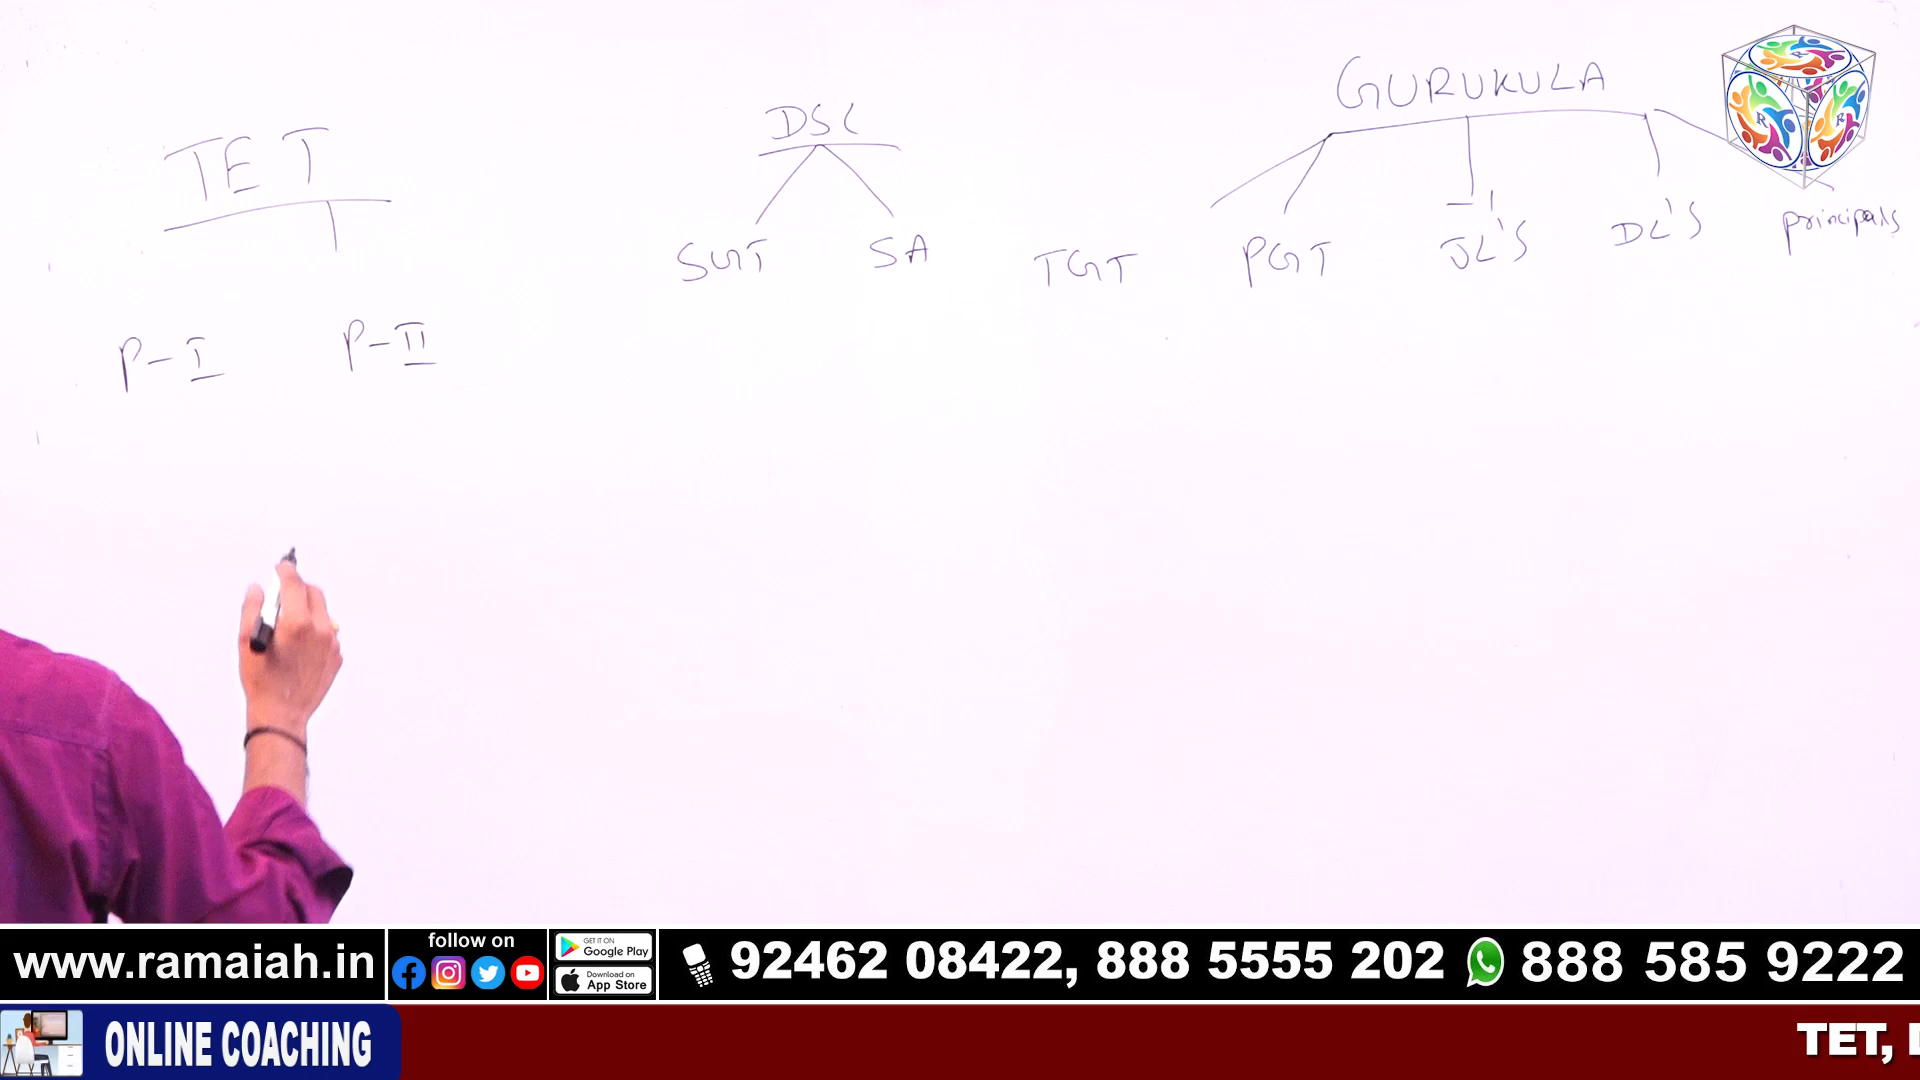 TET
P-I P-II
DSC
SGT SA
GURUKULA
TGT PGT JL'S DL'S principals
R R R
www.ramaiah.in
follow on
GET IT ON
Google Play
Download on
App Store
92462 08422, 888 5555 202
888 585 9222
ONLINE COACHING
TET,